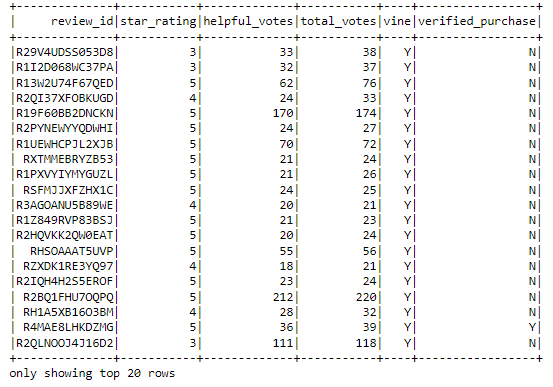 +--------------+-----------+-------------+-----------+----+-----------------+
|     review_id|star_rating|helpful_votes|total_votes|vine|verified_purchase|
+--------------+-----------+-------------+-----------+----+-----------------+
|R29V4UDSS053D8|          3|           33|         38|   Y|                N|
|R1I2D068WC37PA|          3|           32|         37|   Y|                N|
|R13W2U74F67QED|          5|           62|         76|   Y|                N|
|R2QI37XFOBKUGD|          4|           24|         33|   Y|                N|
|R19F60BB2DNCKN|          5|          170|        174|   Y|                N|
|R2PYNEWYYQDWHI|          5|           24|         27|   Y|                N|
|R1UEWHCPJL2XJB|          5|           70|         72|   Y|                N|
| RXTMMEBRYZB53|          5|           21|         24|   Y|                N|
|R1PXVYIYMYGUZL|          5|           21|         26|   Y|                N|
| RSFMJJXFZHX1C|          5|           24|         25|   Y|                N|
|R3AGOANU5B89WE|          4|           20|         21|   Y|                N|
|R1Z849RVP83BSJ|          5|           21|         23|   Y|                N|
|R2HQVKK2QW0EAT|          5|           20|         24|   Y|                N|
| RHSOAAAT5UVP|          5|           55|         56|   Y|                N|
| RZXDK1RE3YQ97|          4|           18|         21|   Y|                N|
|R2IQH4H2S5EROF|          5|           23|         24|   Y|                N|
|R2BQ1FHU7OQPQ|          5|          212|        220|   Y|                N|
| RH1A5XB16O3BM|          4|           28|         32|   Y|                N|
| R4MAE8LHKDZMG|          5|           36|         39|   Y|                Y|
|R2QLNOOJ4J16D2|          3|          111|        118|   Y|                N|
+--------------+-----------+-------------+-----------+----+-----------------+
only showing top 20 rows